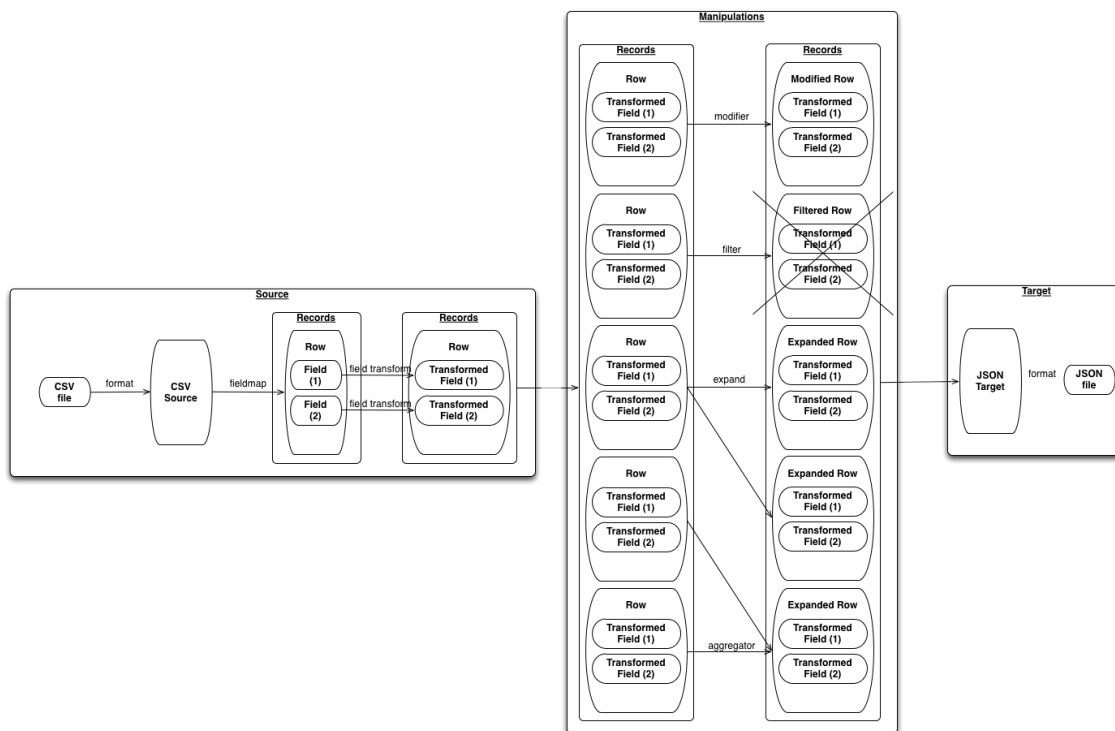 Manipulations
Records
Records
Row
Transformed
Field (1)
Transformed
Field (2)
modifier
Modified Row
Transformed
Field (1)
Transformed
Field (2)
Row
Transformed
Field (1)
Transformed
Field (2)
filter
Filtered Row
Transformed
Field (1)
Transformed
Field (2)
Row
Transformed
Field (1)
Transformed
Field (2)
expand
Expanded Row
Transformed
Field (1)
Transformed
Field (2)
Row
Transformed
Field (1)
Transformed
Field (2)
Expanded Row
Transformed
Field (1)
Transformed
Field (2)
Row
Transformed
Field (1)
Transformed
Field (2)
aggregator
Expanded Row
Transformed
Field (1)
Transformed
Field (2)
Source
CSV
file
format
CSV
Source
fieldmap
Records
Row
Field
(1)
Field
(2)
field transform
field transform
Records
Row
Transformed
Field (1)
Transformed
Field (2)
Target
JSON
Target
format
JSON
file